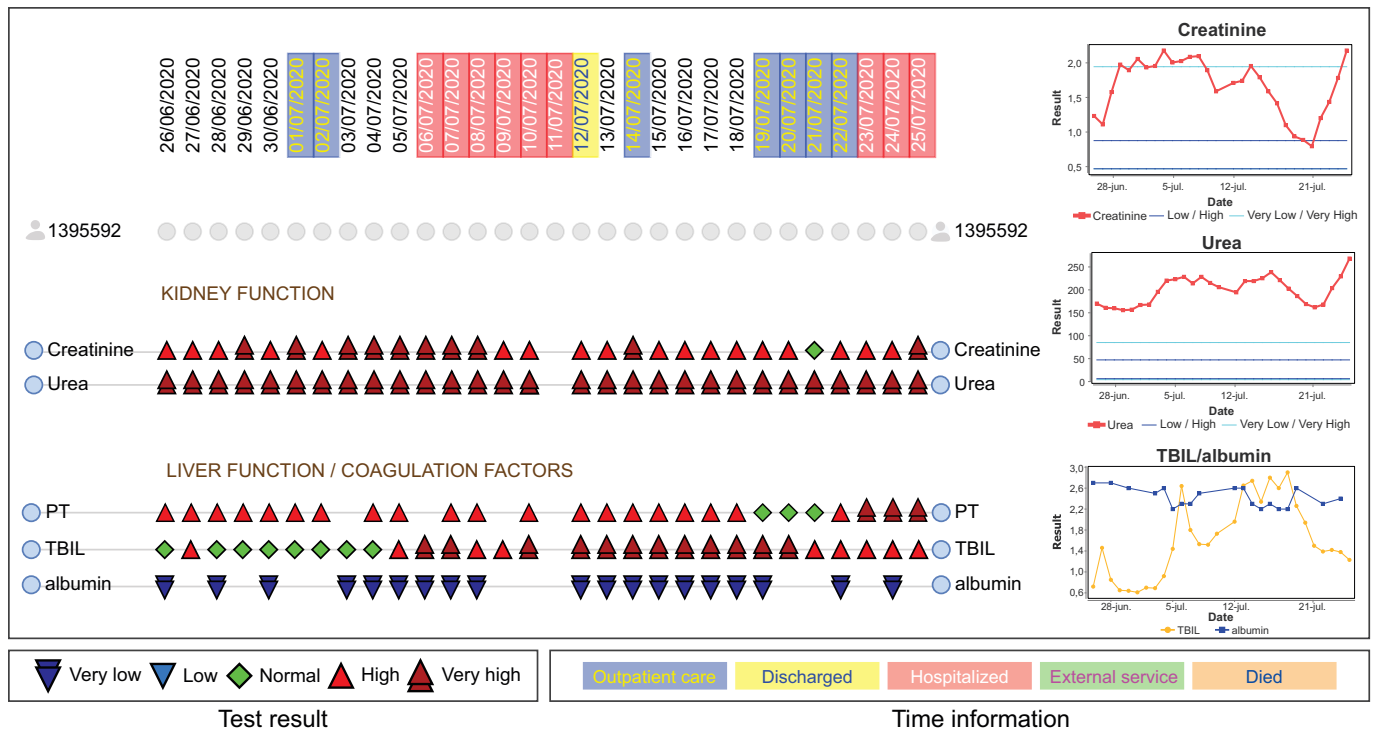 26/06/2020
27/06/2020
28/06/2020
29/06/2020
30/06/2020
01/07/2020
02/07/2020
03/07/2020
04/07/2020
05/07/2020
06/07/2020
07/07/2020
08/07/2020
09/07/2020
10/07/2020
11/07/2020
12/07/2020
13/07/2020
14/07/2020
15/07/2020
16/07/2020
17/07/2020
18/07/2020
19/07/2020
20/07/2020
21/07/2020
22/07/2020
23/07/2020
24/07/2020
25/07/2020
1395592
1395592
KIDNEY FUNCTION
Creatinine
Creatinine
Urea
Urea
LIVER FUNCTION / COAGULATION FACTORS
PT
PT
TBIL
TBIL
albumin
albumin
Creatinine
Result
2,0
1,5
1,0
0,5
28-jun. 5-jul. 12-jul. 21-jul.
Date
Creatinine Low / High Very Low / Very High
Urea
Result
250
200
150
100
50
0
28-jun. 5-jul. 12-jul. 21-jul.
Date
Urea Low / High Very Low / Very High
TBIL/albumin
Result
3,0
2,6
2,2
1,8
1,4
1,0
0,6
28-jun. 5-jul. 12-jul. 21-jul.
Date
TBIL albumin
Very low Low Normal High Very high
Test result
Outpatient care Discharged Hospitalized External service Died
Time information